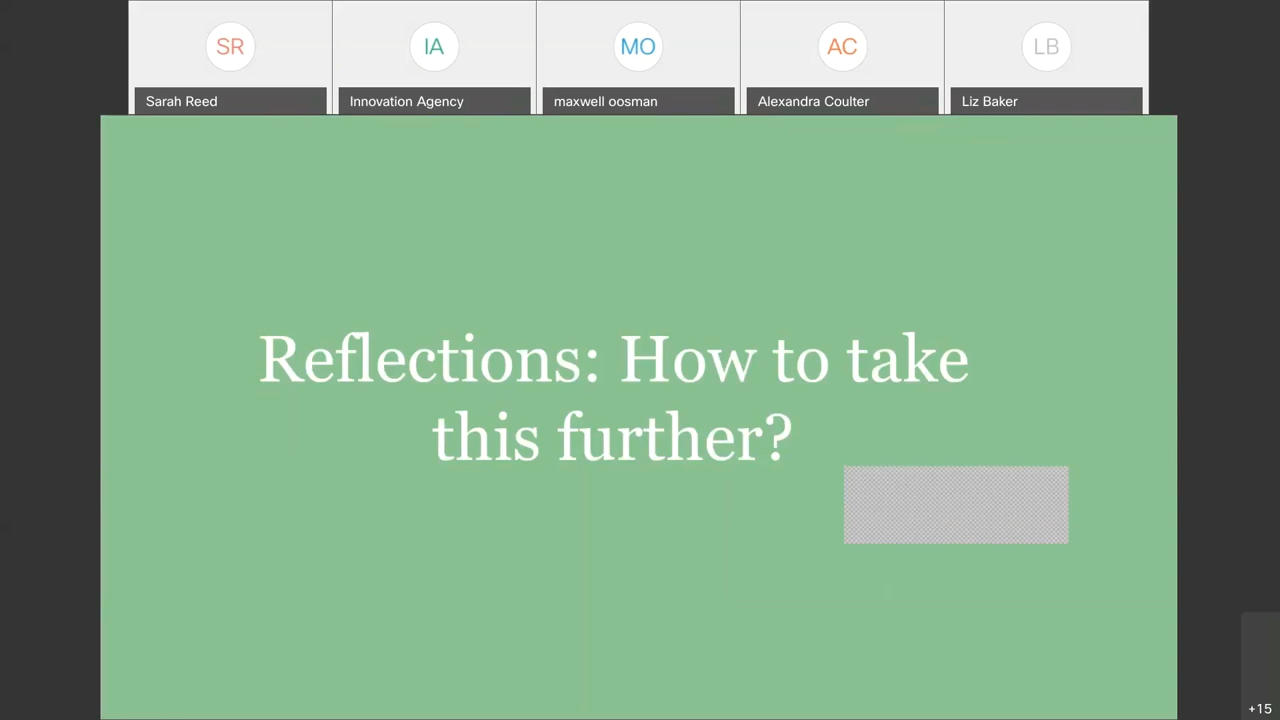 SR
IA
MO
AC
LB
Sarah Reed
Innovation Agency
maxwell oosman
Alexandra Coulter
Liz Baker
Reflections: How to take
this further?
+15